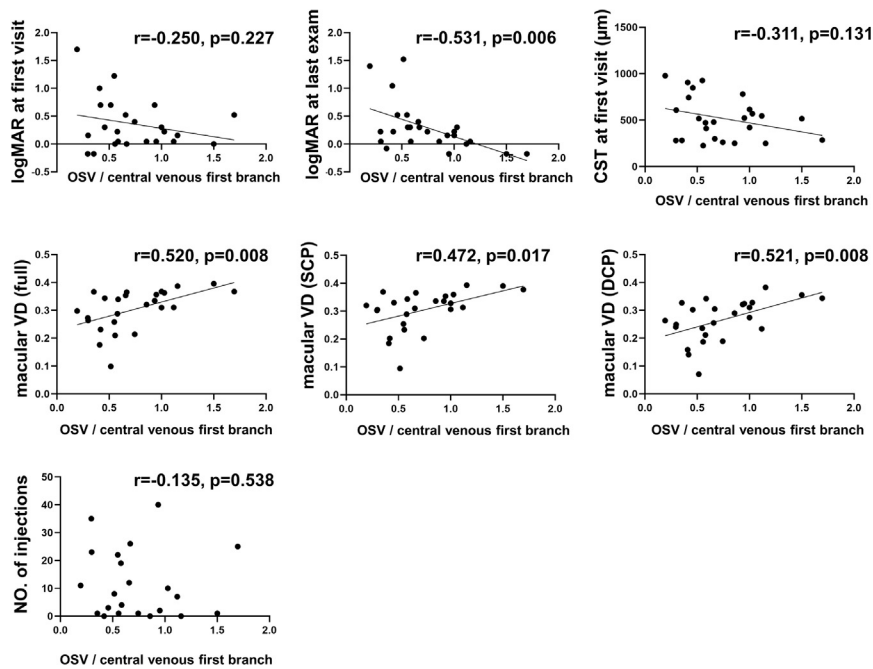 r=-0.250, p=0.227
logMAR at first visit
2.0
1.5
1.0
0.5
0.0
-0.5
0.5 1.0 1.5 2.0
OSV / central venous first branch
r=-0.531, p=0.006
logMAR at last exam
2.0
1.5
1.0
0.5
0.0
-0.5
0.5 1.0 1.5 2.0
OSV / central venous first branch
r=-0.311, p=0.131
CST at first visit (μm)
1500
1000
500
0
0.0 0.5 1.0 1.5 2.0
OSV / central venous first branch
r=0.520, p=0.008
macular VD (full)
0.5
0.4
0.3
0.2
0.1
0.0
0.0 0.5 1.0 1.5 2.0
OSV / central venous first branch
r=0.472, p=0.017
macular VD (SCP)
0.5
0.4
0.3
0.2
0.1
0.0
0.0 0.5 1.0 1.5 2.0
OSV / central venous first branch
r=0.521, p=0.008
macular VD (DCP)
0.5
0.4
0.3
0.2
0.1
0.0
0.0 0.5 1.0 1.5 2.0
OSV / central venous first branch
r=-0.135, p=0.538
NO. of injections
50
40
30
20
10
0
0.0 0.5 1.0 1.5 2.0
OSV / central venous first branch